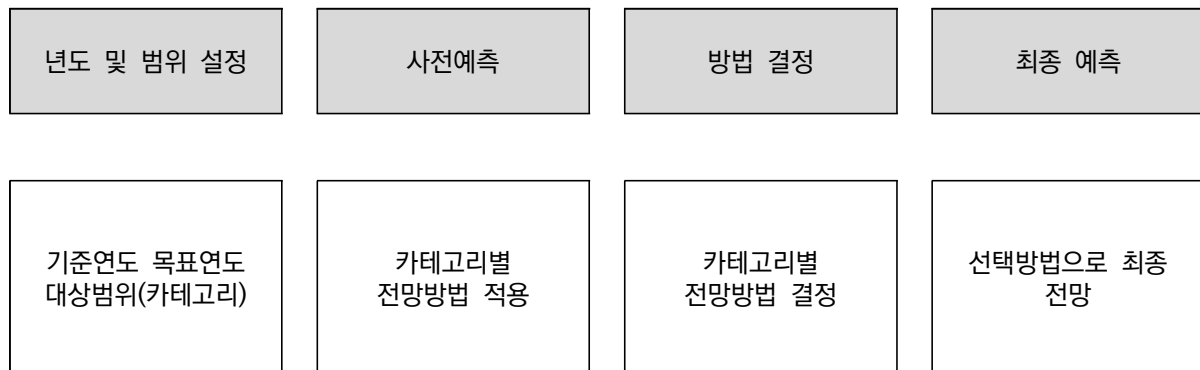 년도 및 범위 설정
사전예측
방법 결정
최종 예측
기준연도 목표연도
대상범위(카테고리)
카테고리별
전망방법 적용
카테고리별
전망방법 결정
선택방법으로 최종
전망